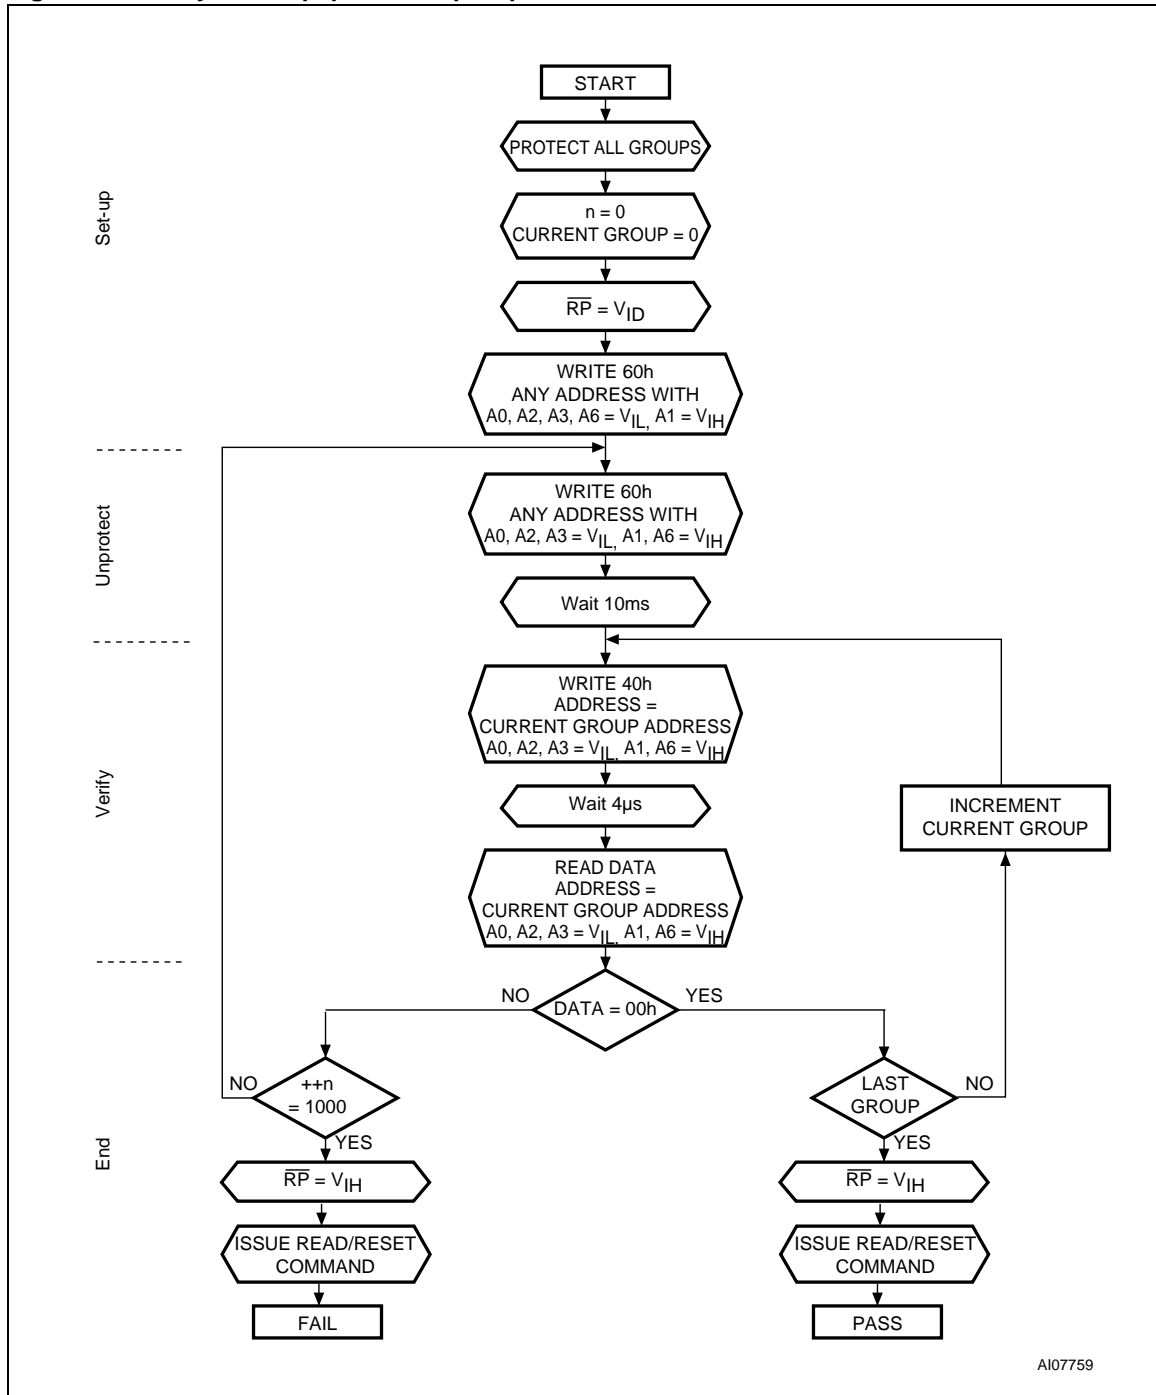 START
PROTECT ALL GROUPS
Set-up
n = 0
CURRENT GROUP = 0
RP = VID
WRITE 60h
ANY ADDRESS WITH
A0, A2, A3, A6 = VIL, A1 = VIH
Unprotect
WRITE 60h
ANY ADDRESS WITH
A0, A2, A3 = VIL, A1, A6 = VIH
Wait 10ms
Verify
WRITE 40h
ADDRESS =
CURRENT GROUP ADDRESS
A0, A2, A3 = VIL, A1, A6 = VIH
Wait 4µs
INCREMENT
CURRENT GROUP
READ DATA
ADDRESS =
CURRENT GROUP ADDRESS
A0, A2, A3 = VIL, A1, A6 = VIH
NO
DATA = 00h
YES
End
NO
++n
= 1000
YES
LAST
GROUP
NO
YES
RP = VIH
RP = VIH
ISSUE READ/RESET
COMMAND
ISSUE READ/RESET
COMMAND
FAIL
PASS
AI07759